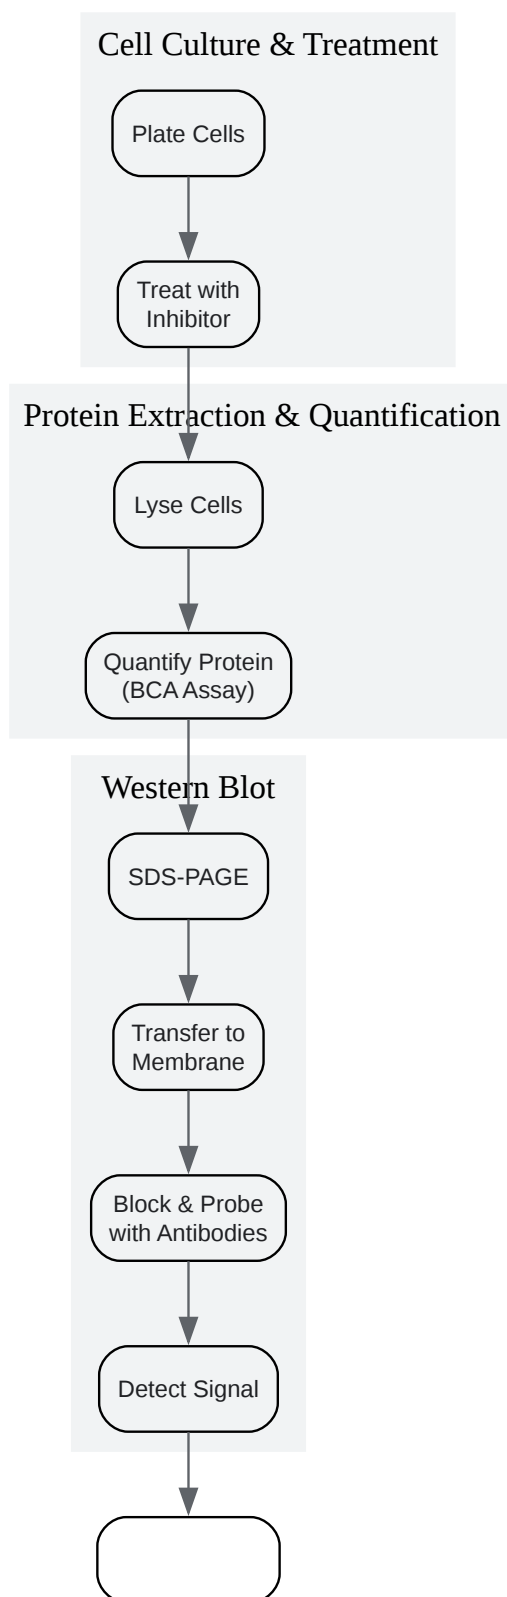 Cell Culture & Treatment
Plate Cells
Treat with
Inhibitor
Protein Extraction & Quantification
Lyse Cells
Quantify Protein
(BCA Assay)
Western Blot
SDS-PAGE
Transfer to
Membrane
Block & Probe
with Antibodies
Detect Signal